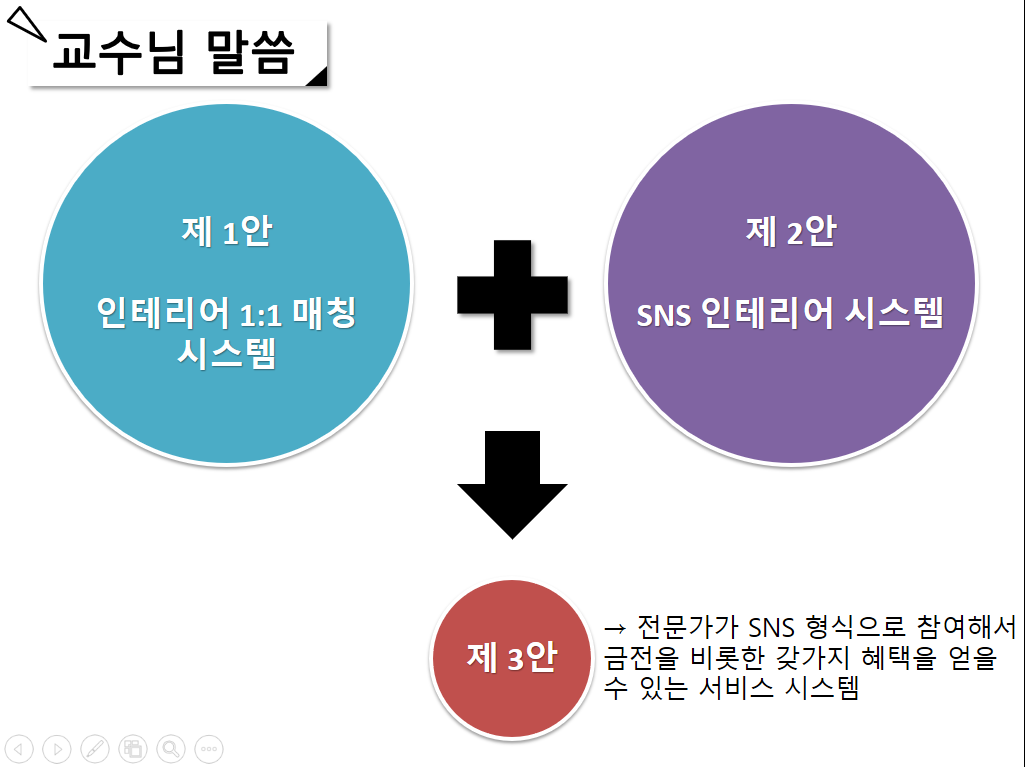 교수님 말씀
제 1안
인테리어 1:1 매칭
시스템
제 2안
SNS 인테리어 시스템
제 3안
→ 전문가가 SNS 형식으로 참여해서
금전을 비롯한 갖가지 혜택을 얻을
수 있는 서비스 시스템